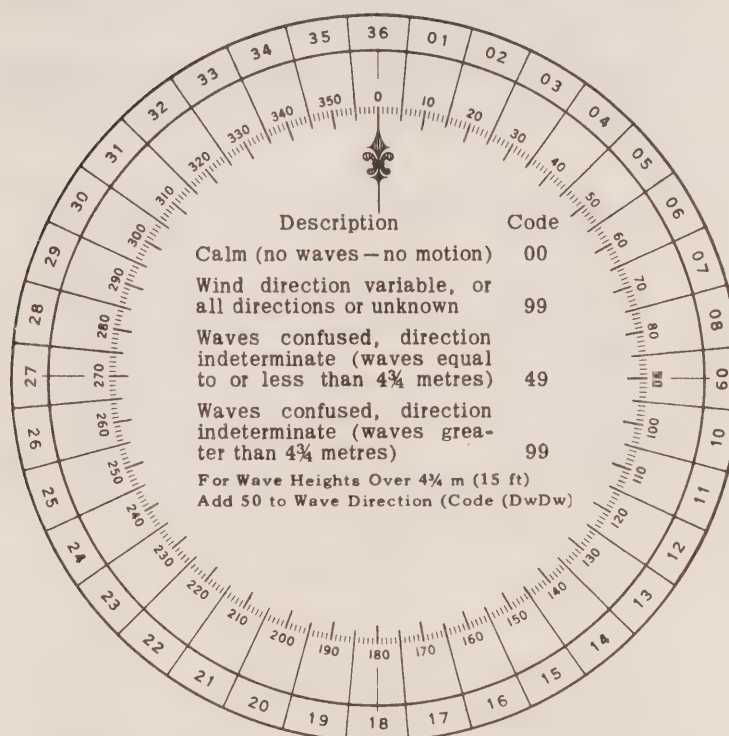 36 01 02 03 04 05 06 07 08 09 10 11 12 13 14 15 16 17 18 19 20 21 22 23 24 25 26 27 28 29 30 31 32 33 34 35
0 10 20 30 40 50 60 70 80 100 110 120 130 140 150 160 170 180 190 200 210 220 230 240 250 260 270 280 290 300 310 320 330 340 350
Description Code
Calm (no waves — no motion) 00
Wind direction variable, or
all directions or unknown 99
Waves confused, direction
indeterminate (waves equal
to or less than 4¾ metres) 49
Waves confused, direction
indeterminate (waves grea-
ter than 4¾ metres) 99
For Wave Heights Over 4¾ m (15 ft)
Add 50 to Wave Direction (Code (DwDw)